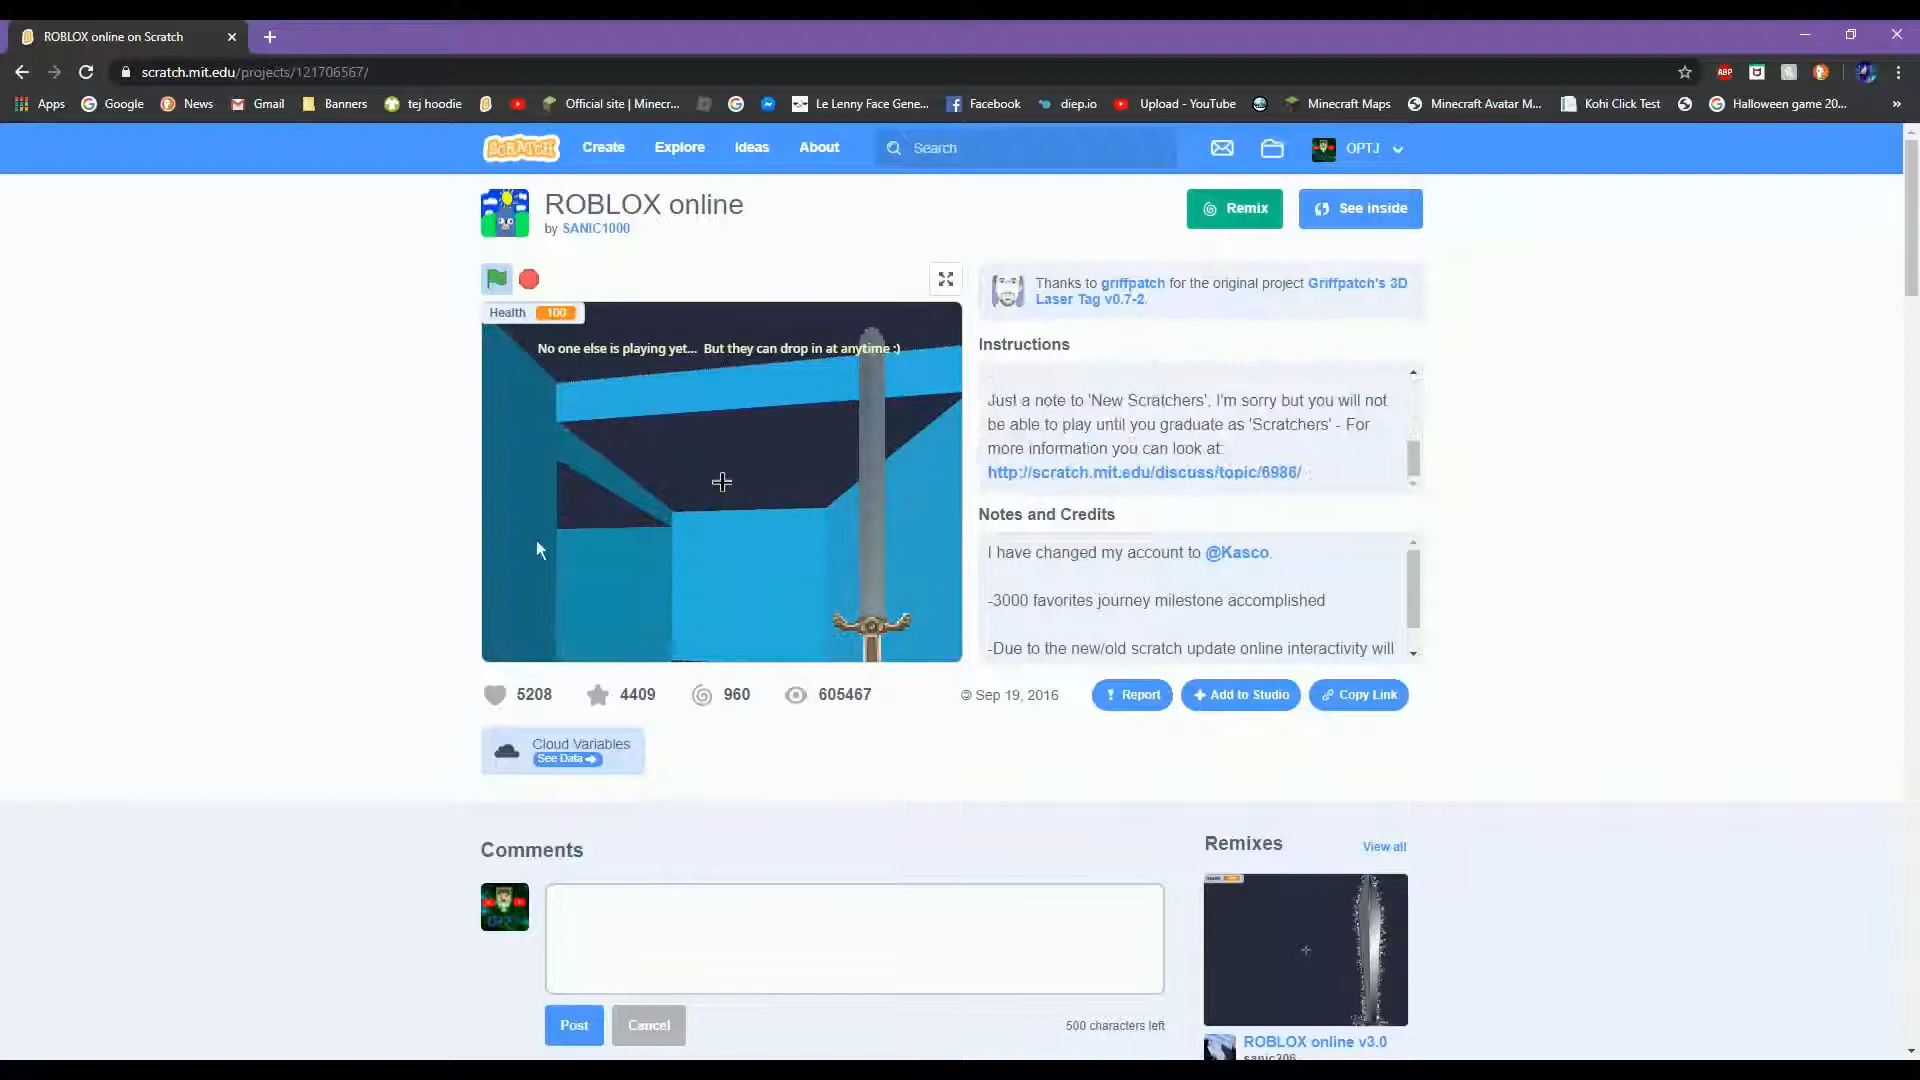 ROBLOX online on Scratch
scratch.mit.edu/projects/121706567/
ABP
Apps Google News Gmail Banners tej hoodie Official site | Minecr... Le Lenny Face Gene... Facebook diep.io Upload - YouTube Minecraft Maps Minecraft Avatar M... Kohi Click Test Halloween game 20... »
SCRATCH Create Explore Ideas About Search OPTJ
ROBLOX online
by SANIC1000
Remix See inside
Health 100
No one else is playing yet... But they can drop in at anytime :)
Thanks to griffpatch for the original project Griffpatch's 3D
Laser Tag v0.7-2.
Instructions
Just a note to 'New Scratchers', I'm sorry but you will not
be able to play until you graduate as 'Scratchers' - For
more information you can look at:
http://scratch.mit.edu/discuss/topic/6986/
Notes and Credits
I have changed my account to @Kasco.
-3000 favorites journey milestone accomplished
-Due to the new/old scratch update online interactivity will
5208 4409 960 605467
© Sep 19, 2016 Report Add to Studio Copy Link
Cloud Variables
See Data
Comments
Post Cancel 500 characters left
Remixes View all
ROBLOX online v3.0
sanic306